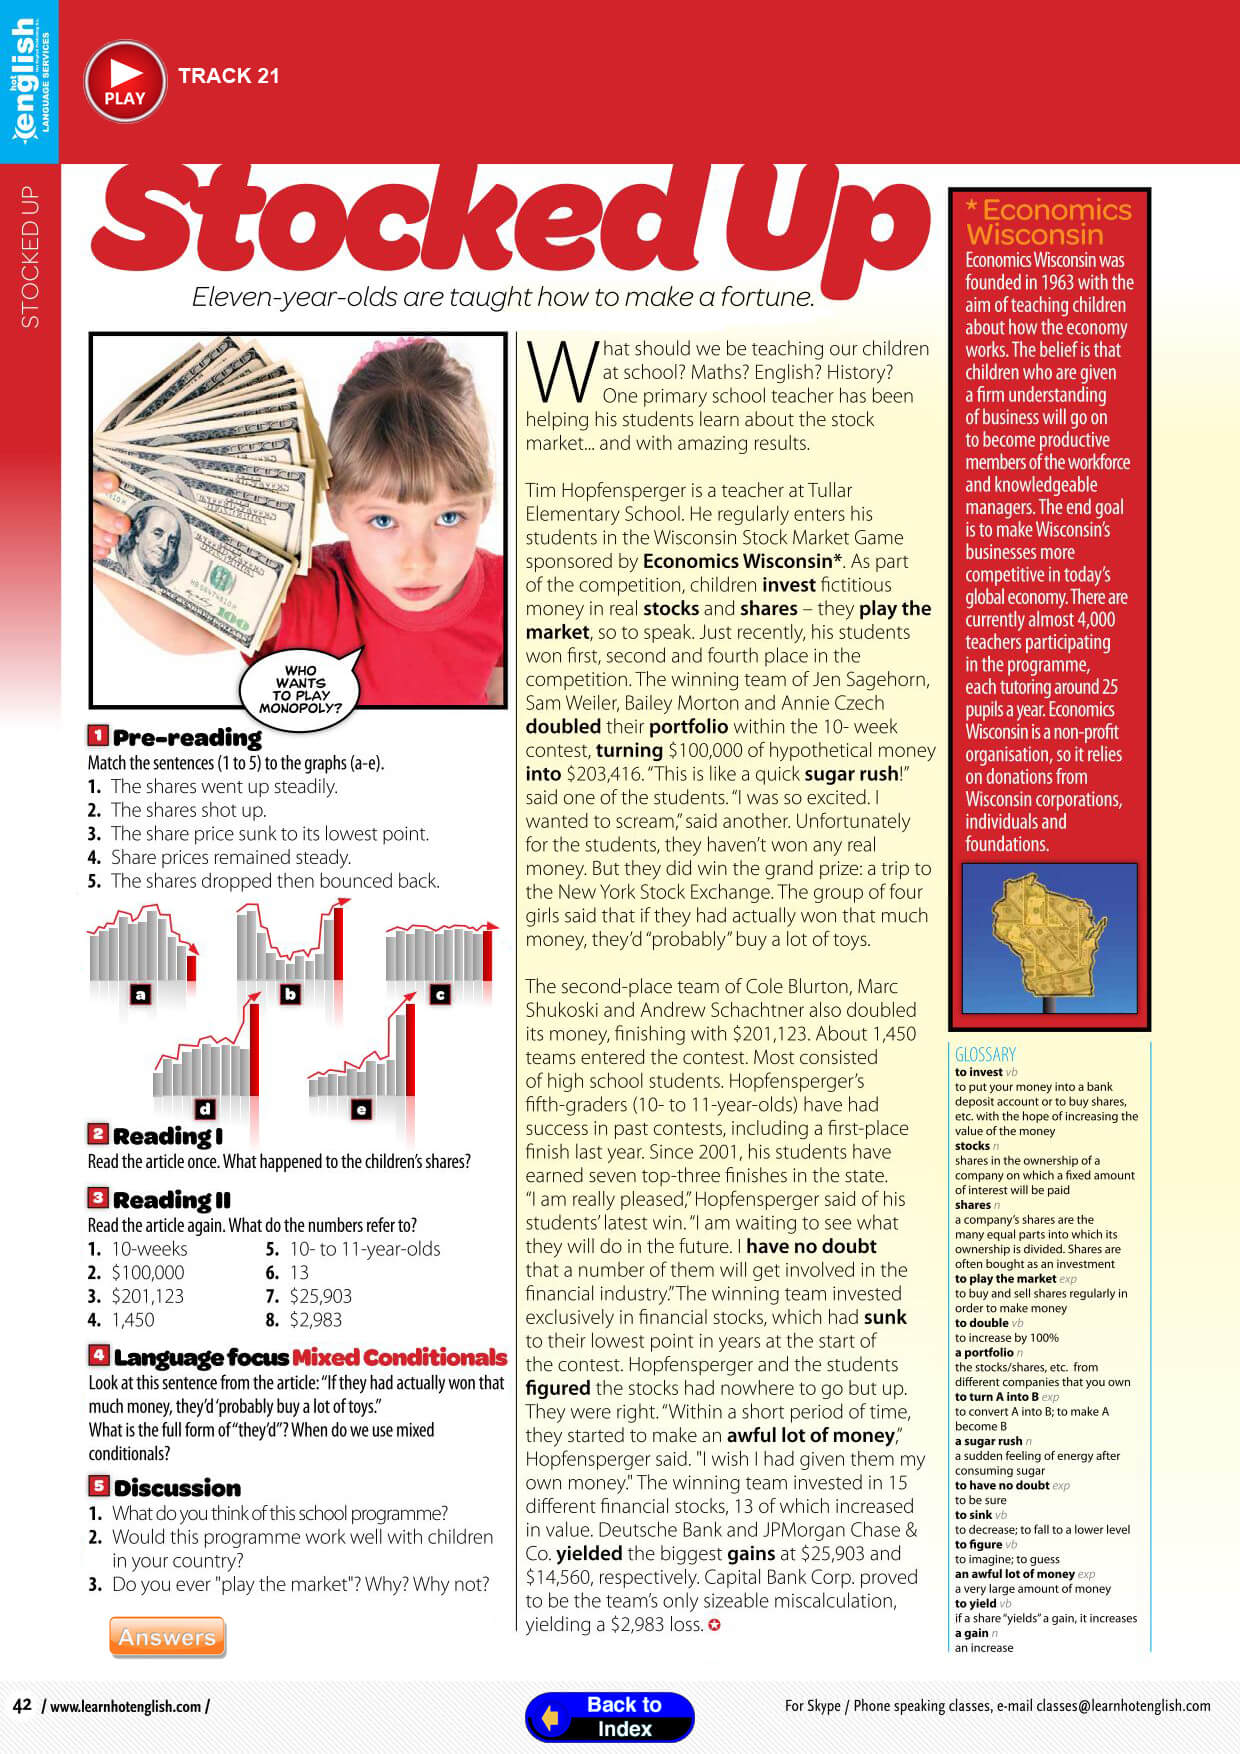 hot
english
LANGUAGE SERVICES
PLAY
TRACK 21
STOCKED UP
Stocked Up
Eleven-year-olds are taught how to make a fortune.
100
WHO
WANTS
TO PLAY
MONOPOLY?
1 Pre-reading
Match the sentences (1 to 5) to the graphs (a-e).
1. The shares went up steadily.
2. The shares shot up.
3. The share price sunk to its lowest point.
4. Share prices remained steady.
5. The shares dropped then bounced back.
a
b
c
d
e
2 Reading I
Read the article once. What happened to the children's shares?
3 Reading II
Read the article again. What do the numbers refer to?
1. 10-weeks
2. $100,000
3. $201,123
4. 1,450
5. 10- to 11-year-olds
6. 13
7. $25,903
8. $2,983
4 Language focus Mixed Conditionals
Look at this sentence from the article: “If they had actually won that
much money, they'd ‘probably buy a lot of toys.”
What is the full form of “they'd”? When do we use mixed
conditionals?
5 Discussion
1. What do you think of this school programme?
2. Would this programme work well with children
in your country?
3. Do you ever "play the market"? Why? Why not?
Answers
What should we be teaching our children
at school? Maths? English? History?
One primary school teacher has been
helping his students learn about the stock
market... and with amazing results.
Tim Hopfensperger is a teacher at Tullar
Elementary School. He regularly enters his
students in the Wisconsin Stock Market Game
sponsored by Economics Wisconsin*. As part
of the competition, children invest fictitious
money in real stocks and shares – they play the
market, so to speak. Just recently, his students
won first, second and fourth place in the
competition. The winning team of Jen Sagehorn,
Sam Weiler, Bailey Morton and Annie Czech
doubled their portfolio within the 10- week
contest, turning $100,000 of hypothetical money
into $203,416. “This is like a quick sugar rush!”
said one of the students. “I was so excited. I
wanted to scream,” said another. Unfortunately
for the students, they haven't won any real
money. But they did win the grand prize: a trip to
the New York Stock Exchange. The group of four
girls said that if they had actually won that much
money, they'd “probably” buy a lot of toys.
The second-place team of Cole Blurton, Marc
Shukoski and Andrew Schachtner also doubled
its money, finishing with $201,123. About 1,450
teams entered the contest. Most consisted
of high school students. Hopfensperger's
fifth-graders (10- to 11-year-olds) have had
success in past contests, including a first-place
finish last year. Since 2001, his students have
earned seven top-three finishes in the state.
“I am really pleased,” Hopfensperger said of his
students' latest win. “I am waiting to see what
they will do in the future. I have no doubt
that a number of them will get involved in the
financial industry.” The winning team invested
exclusively in financial stocks, which had sunk
to their lowest point in years at the start of
the contest. Hopfensperger and the students
figured the stocks had nowhere to go but up.
They were right. “Within a short period of time,
they started to make an awful lot of money,”
Hopfensperger said. "I wish I had given them my
own money." The winning team invested in 15
different financial stocks, 13 of which increased
in value. Deutsche Bank and JPMorgan Chase &
Co. yielded the biggest gains at $25,903 and
$14,560, respectively. Capital Bank Corp. proved
to be the team's only sizeable miscalculation,
yielding a $2,983 loss.
* Economics
Wisconsin
Economics Wisconsin was
founded in 1963 with the
aim of teaching children
about how the economy
works. The belief is that
children who are given
a firm understanding
of business will go on
to become productive
members of the workforce
and knowledgeable
managers. The end goal
is to make Wisconsin's
businesses more
competitive in today's
global economy. There are
currently almost 4,000
teachers participating
in the programme,
each tutoring around 25
pupils a year. Economics
Wisconsin is a non-profit
organisation, so it relies
on donations from
Wisconsin corporations,
individuals and
foundations.
GLOSSARY
to invest vb
to put your money into a bank
deposit account or to buy shares,
etc. with the hope of increasing the
value of the money
stocks n
shares in the ownership of a
company on which a fixed amount
of interest will be paid
shares n
a company's shares are the
many equal parts into which its
ownership is divided. Shares are
often bought as an investment
to play the market exp
to buy and sell shares regularly in
order to make money
to double vb
to increase by 100%
a portfolio n
the stocks/shares, etc. from
different companies that you own
to turn A into B exp
to convert A into B; to make A
become B
a sugar rush n
a sudden feeling of energy after
consuming sugar
to have no doubt exp
to be sure
to sink vb
to decrease; to fall to a lower level
to figure vb
to imagine; to guess
an awful lot of money exp
a very large amount of money
to yield vb
if a share “yields” a gain, it increases
a gain n
an increase
42 / www.learnhotenglish.com /
Back to
Index
For Skype / Phone speaking classes, e-mail classes@learnhotenglish.com